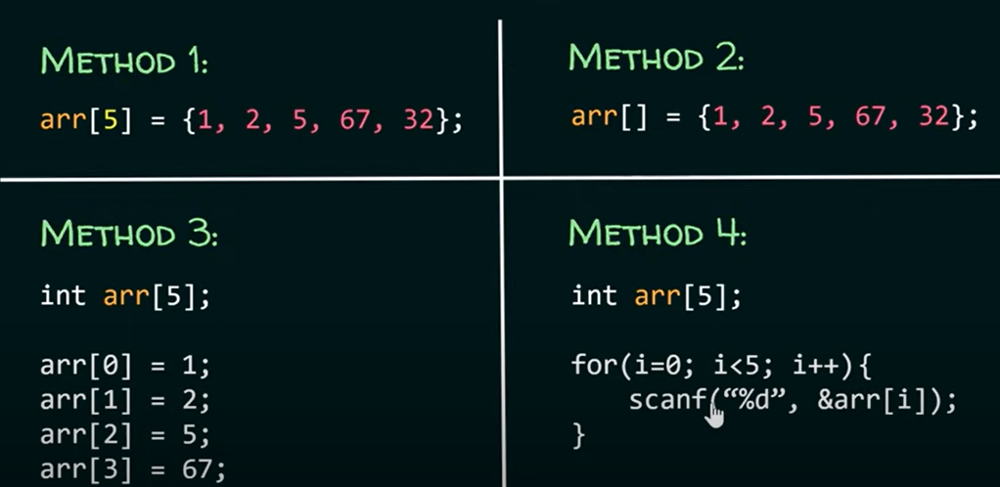 METHOD 1:
arr[5] = {1, 2, 5, 67, 32};
METHOD 2:
arr[] = {1, 2, 5, 67, 32};
METHOD 3:
int arr[5];
arr[0] = 1;
arr[1] = 2;
arr[2] = 5;
arr[3] = 67;
METHOD 4:
int arr[5];
for(i=0; i<5; i++){
scanf(“%d”, &arr[i]);
}